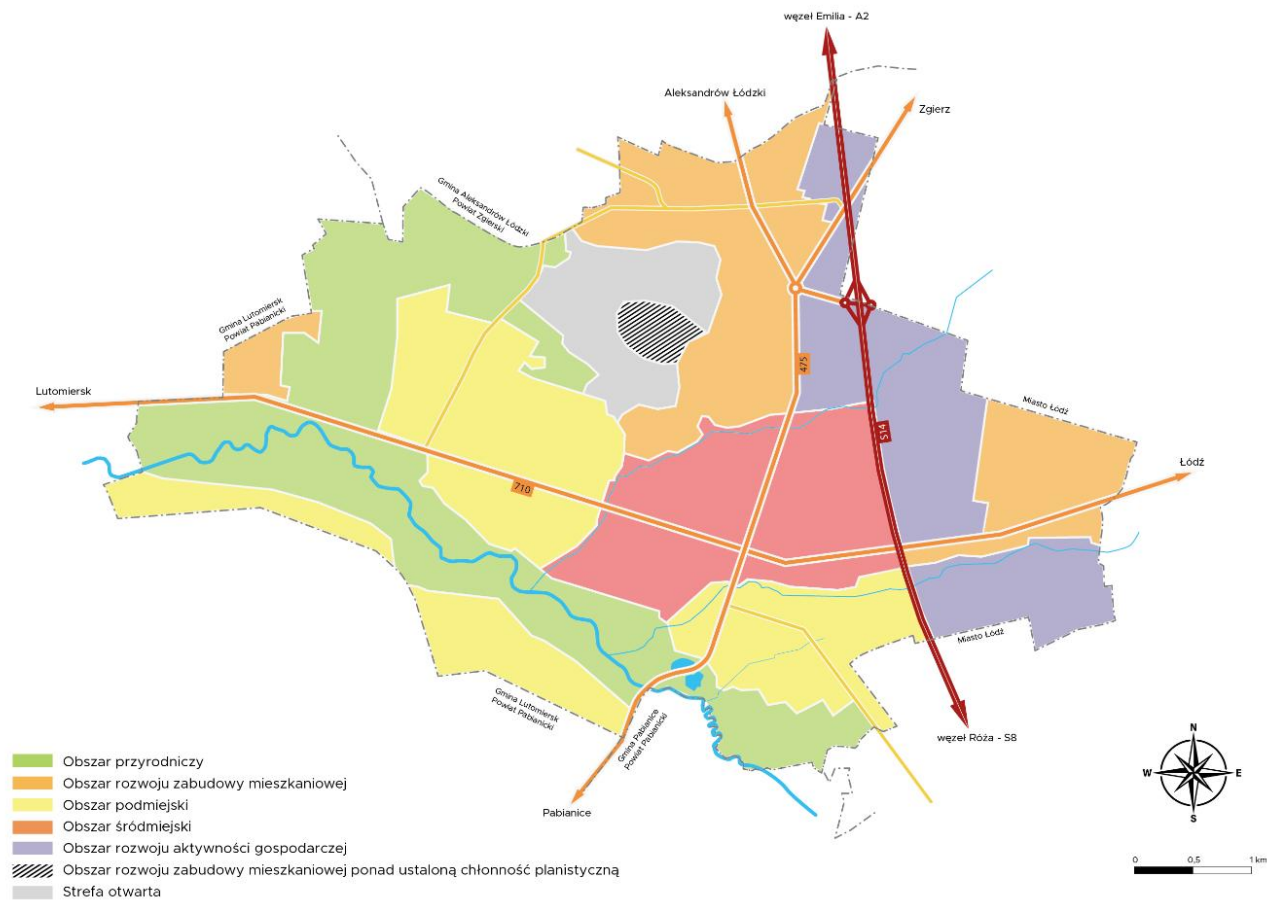 węzeł Emilia - A2
Aleksandrów Łódzki
Zgierz
Gmina Aleksandrów Łódzki
Powiat Zgierski
Gmina Lutomiersk
Powiat Pabianicki
475
Lutomiersk
Miasto Łódź
S14
Łódź
710
Miasto Łódź
Gmina Lutomiersk
Powiat Pabianicki
Gmina Pabianice
Powiat Pabianicki
węzeł Róża - S8
Pabianice
N
W
E
S
Obszar przyrodniczy
Obszar rozwoju zabudowy mieszkaniowej
Obszar podmiejski
Obszar śródmiejski
Obszar rozwoju aktywności gospodarczej
Obszar rozwoju zabudowy mieszkaniowej ponad ustaloną chłonność planistyczną
Strefa otwarta
0 0,5 1 km